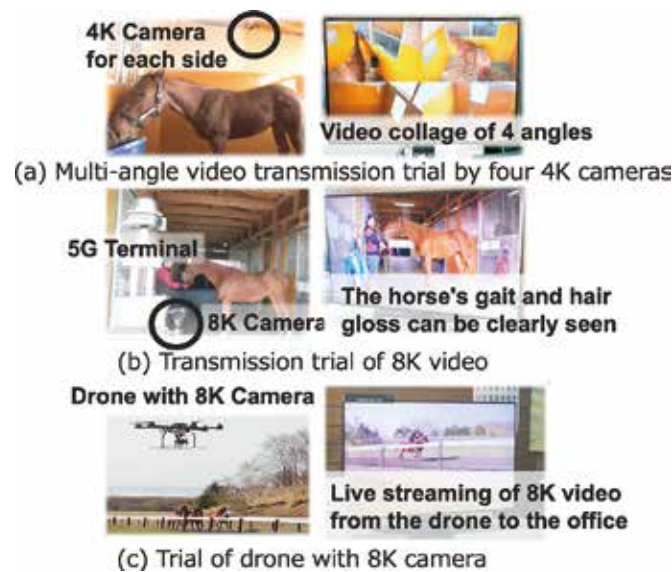 4K Camera
for each side
Video collage of 4 angles
(a) Multi-angle video transmission trial by four 4K cameras
5G Terminal
8K Camera
The horse's gait and hair
gloss can be clearly seen
(b) Transmission trial of 8K video
Drone with 8K Camera
Live streaming of 8K video
from the drone to the office
(c) Trial of drone with 8K camera